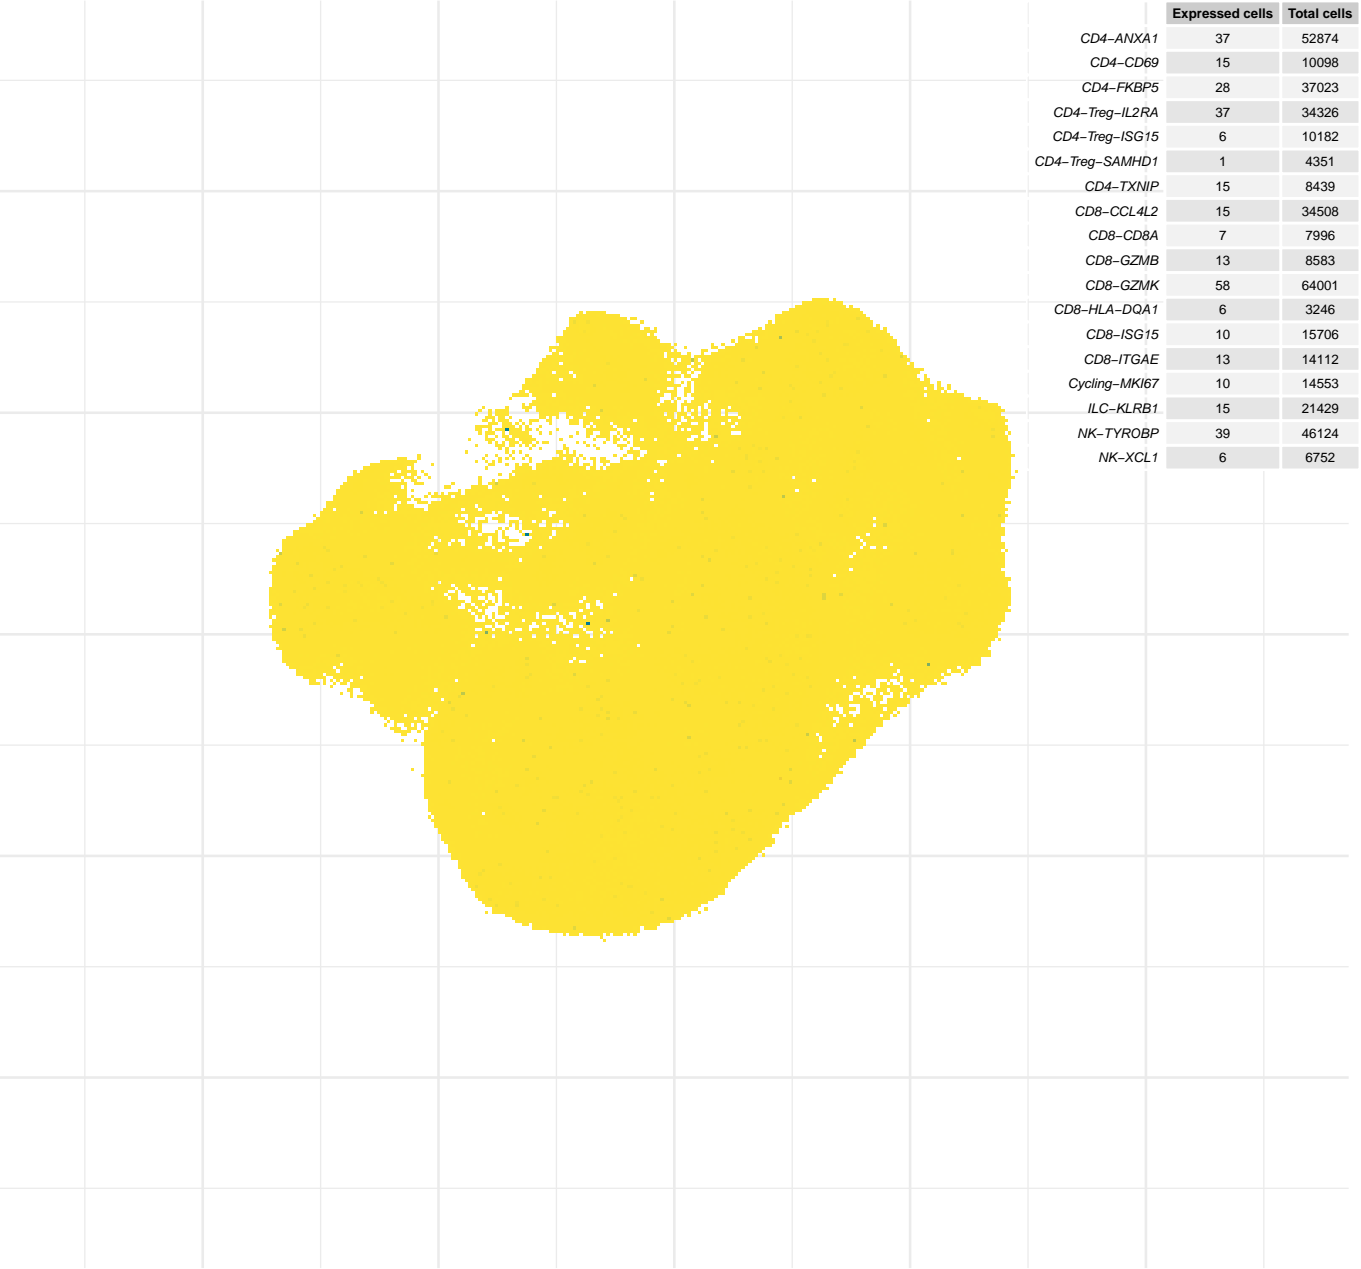 Expressed cells Total cells
CD4−ANXA1 37 52874
CD4−CD69 15 10098
CD4−FKBP5 28 37023
CD4−Treg−IL2RA 37 34326
CD4−Treg−ISG15 6 10182
CD4−Treg−SAMHD1 1 4351
CD4−TXNIP 15 8439
CD8−CCL4L2 15 34508
CD8−CD8A 7 7996
CD8−GZMB 13 8583
CD8−GZMK 58 64001
CD8−HLA−DQA1 6 3246
CD8−ISG15 10 15706
CD8−ITGAE 13 14112
Cycling−MKI67 10 14553
ILC−KLRB1 15 21429
NK−TYROBP 39 46124
NK−XCL1 6 6752